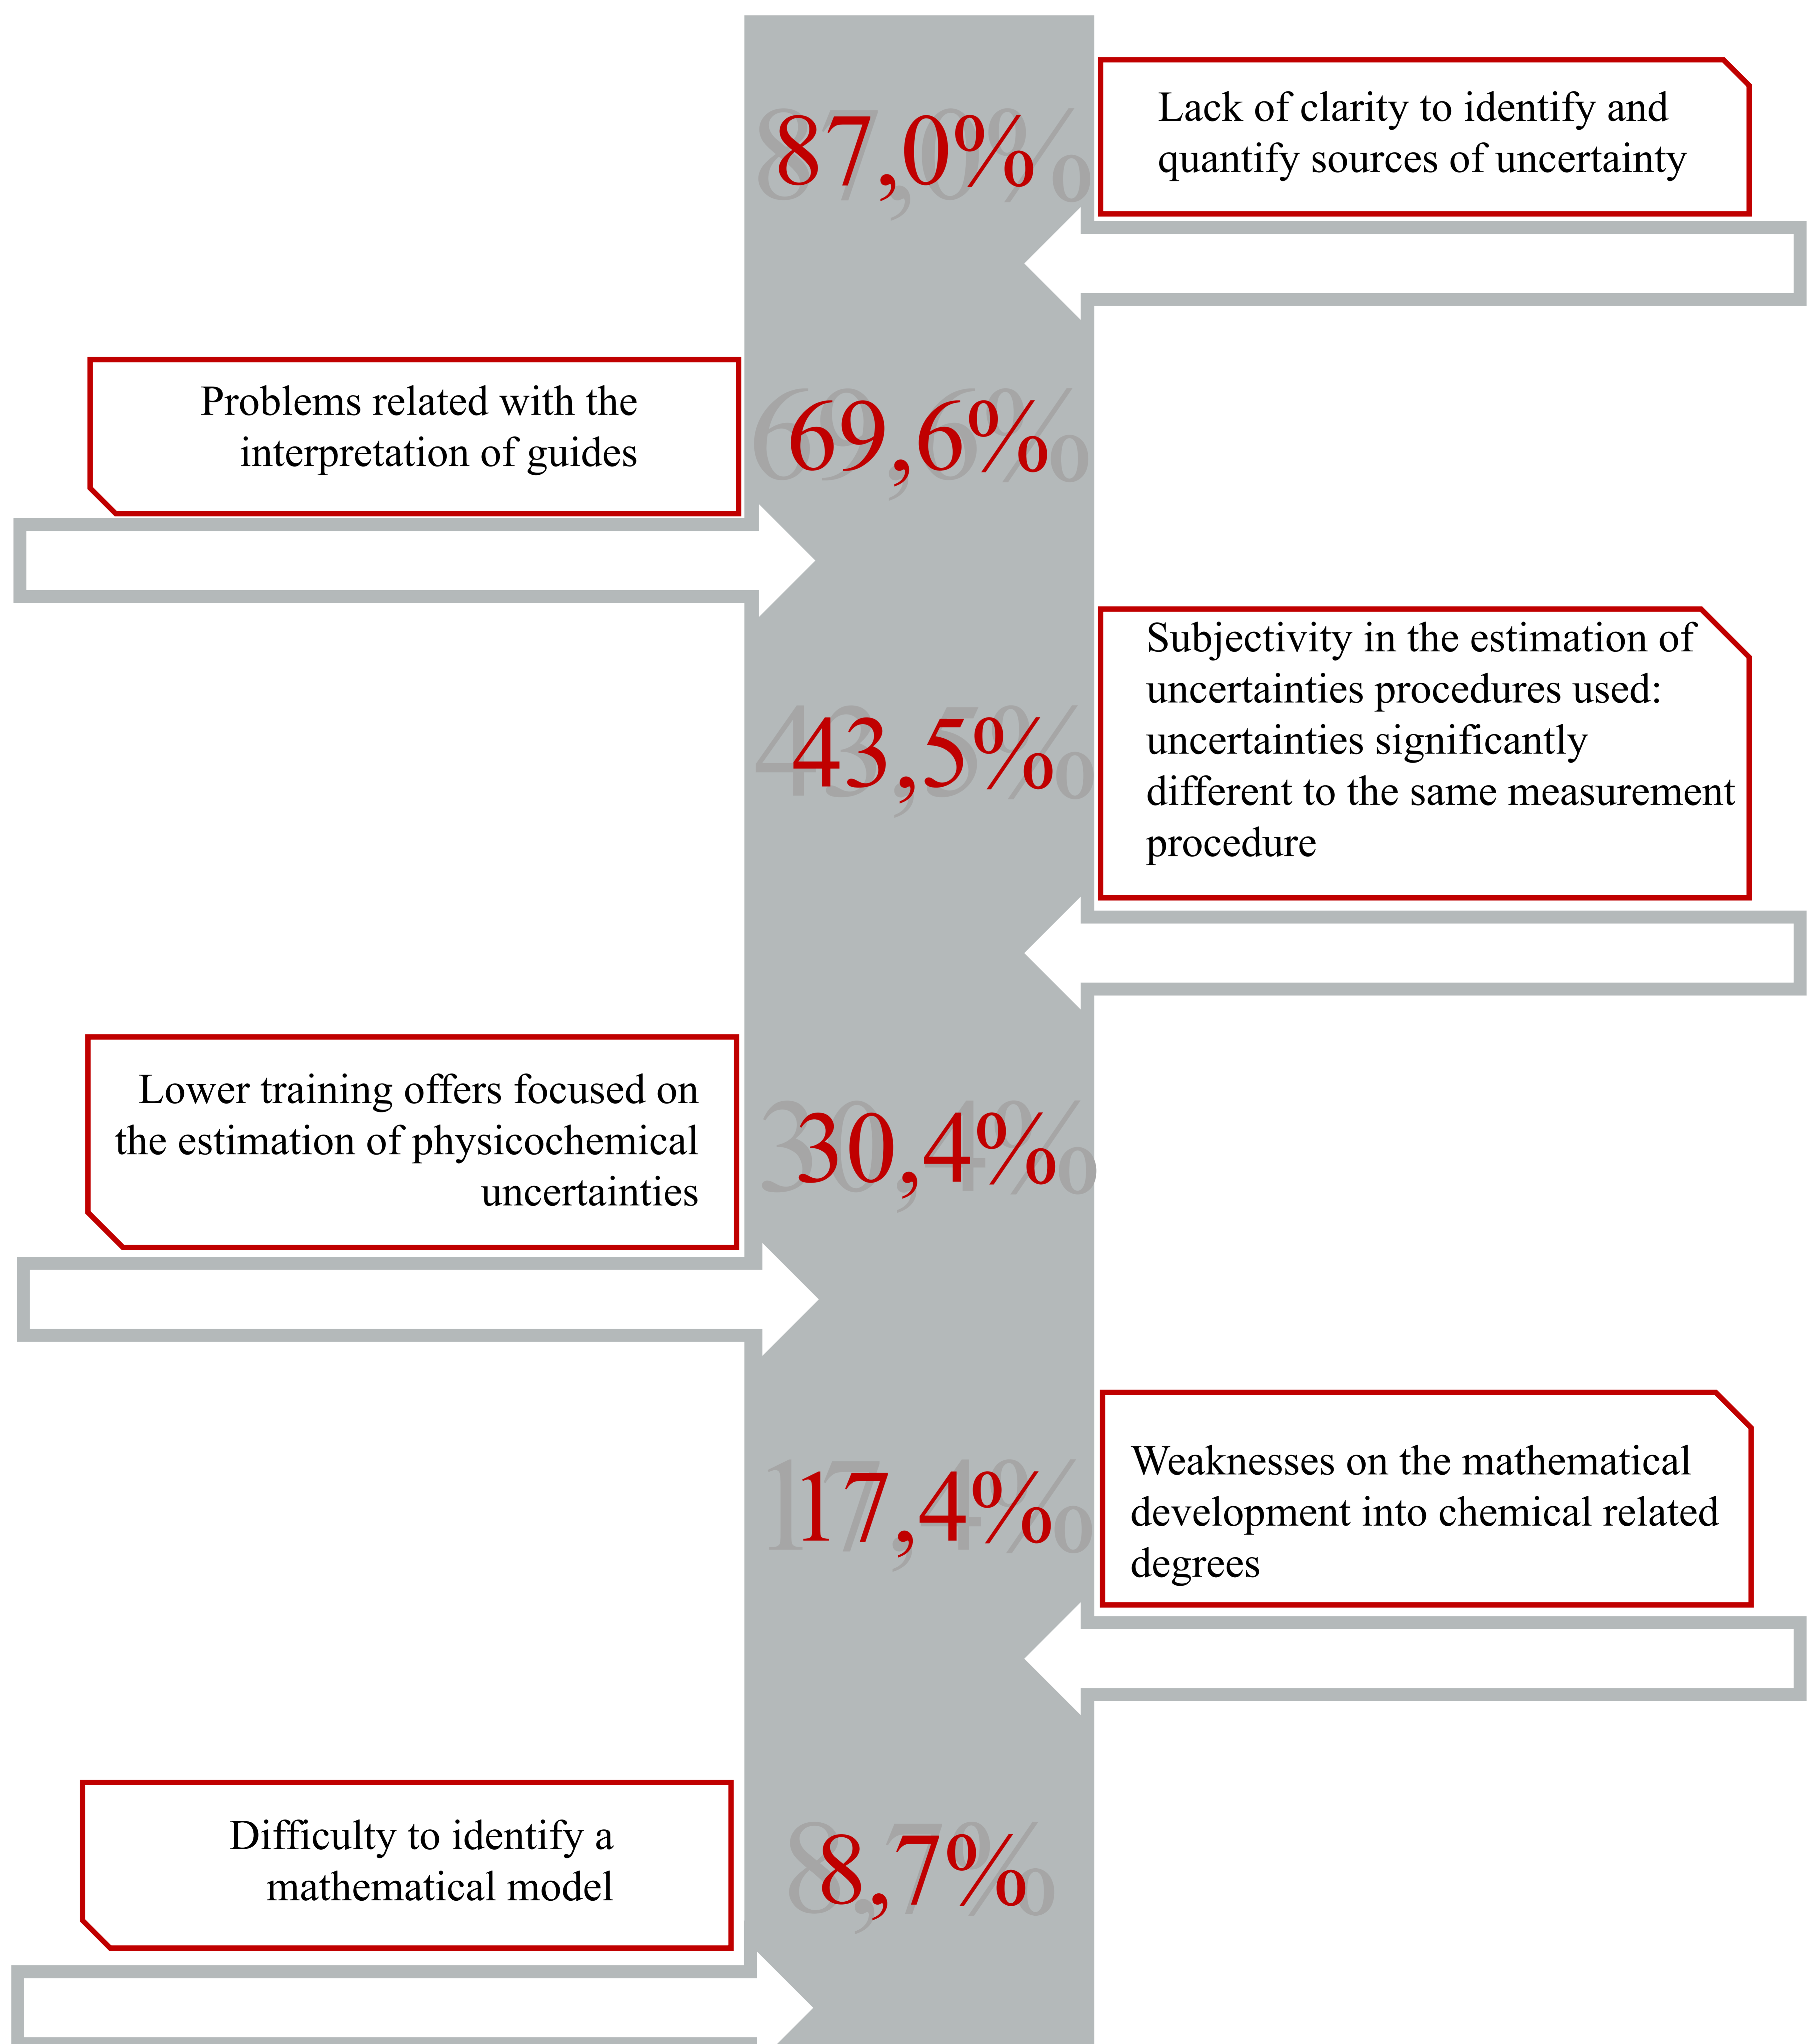 87,0%
Lack of clarity to identify and
quantify sources of uncertainty
Problems related with the
interpretation of guides
69,6%
43,5%
Subjectivity in the estimation of
uncertainties procedures used:
uncertainties significantly
different to the same measurement
procedure
Lower training offers focused on
the estimation of physicochemical
uncertainties
30,4%
17,4%
Weaknesses on the mathematical
development into chemical related
degrees
Difficulty to identify a
mathematical model
8,7%